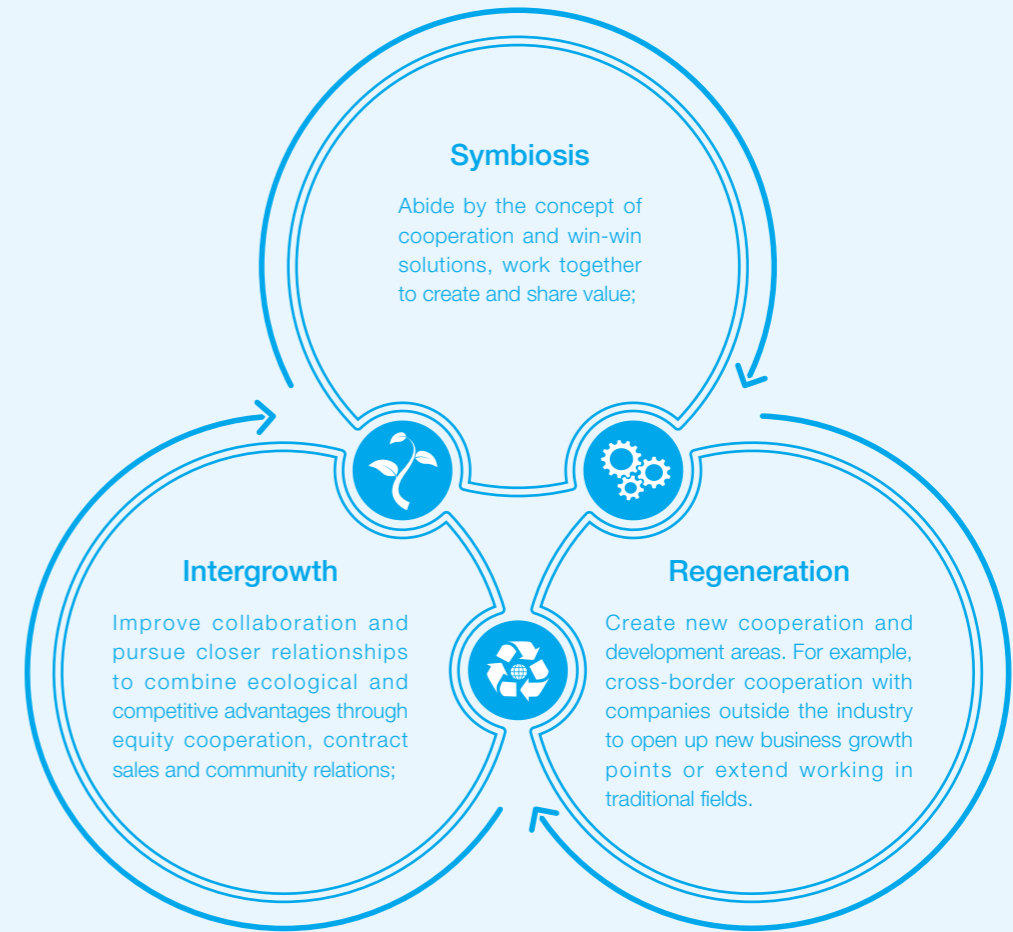 Symbiosis
Abide by the concept of
cooperation and win-win
solutions, work together
to create and share value;
Intergrowth
Improve collaboration and
pursue closer relationships
to combine ecological and
competitive advantages through
equity cooperation, contract
sales and community relations;
Regeneration
Create new cooperation and
development areas. For example,
cross-border cooperation with
companies outside the industry
to open up new business growth
points or extend working in
traditional fields.